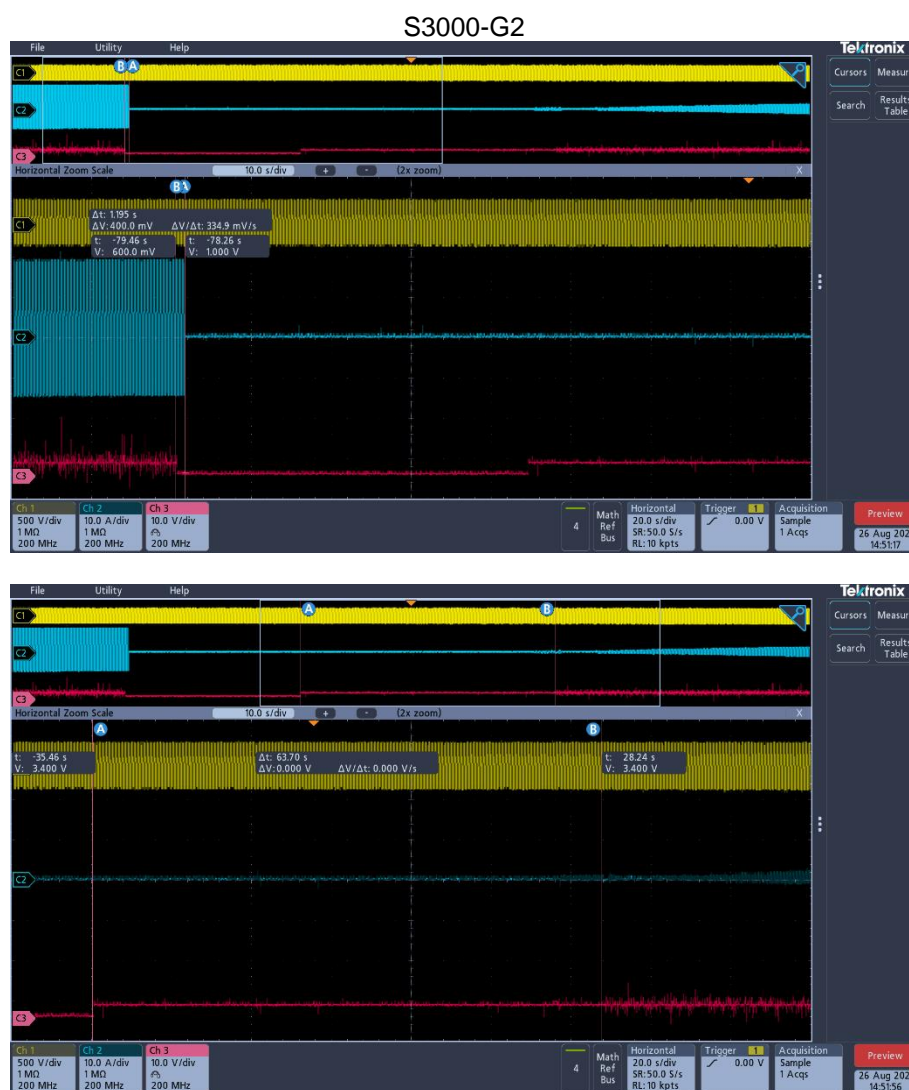 S3000-G2
File Utility Help Tektronix
C1 B A Cursors Measur
C2 Search Results
Table
C3
Horizontal Zoom Scale 10.0 s/div + - (2x zoom) X
B
C1 Δt: 1.195 s
ΔV: 400.0 mV ΔV/Δt: 334.9 mV/s
t: -79.46 s t: -78.26 s
V: 600.0 mV V: 1.000 V
C2
C3
Ch 1 Ch 2 Ch 3 Horizontal Trigger 1 Acquisition
500 V/div 10.0 A/div 10.0 V/div 4 Math 20.0 s/div 0.00 V Sample Preview
1 MΩ 1 MΩ Ref SR: 50.0 S/s 1 Acqs
200 MHz 200 MHz 200 MHz Bus RL: 10 kpts 26 Aug 202
14:51:17
File Utility Help Tektronix
C1 A B Cursors Measur
C2 Search Results
Table
C3
Horizontal Zoom Scale 10.0 s/div + - (2x zoom) X
A B
t: -35.46 s Δt: 63.70 s t: 28.24 s
V: 3.400 V ΔV: 0.000 V ΔV/Δt: 0.000 V/s V: 3.400 V
C2
C3
Ch 1 Ch 2 Ch 3 Horizontal Trigger 1 Acquisition
500 V/div 10.0 A/div 10.0 V/div 4 Math 20.0 s/div 0.00 V Sample Preview
1 MΩ 1 MΩ Ref SR: 50.0 S/s 1 Acqs
200 MHz 200 MHz 200 MHz Bus RL: 10 kpts 26 Aug 202
14:51:56